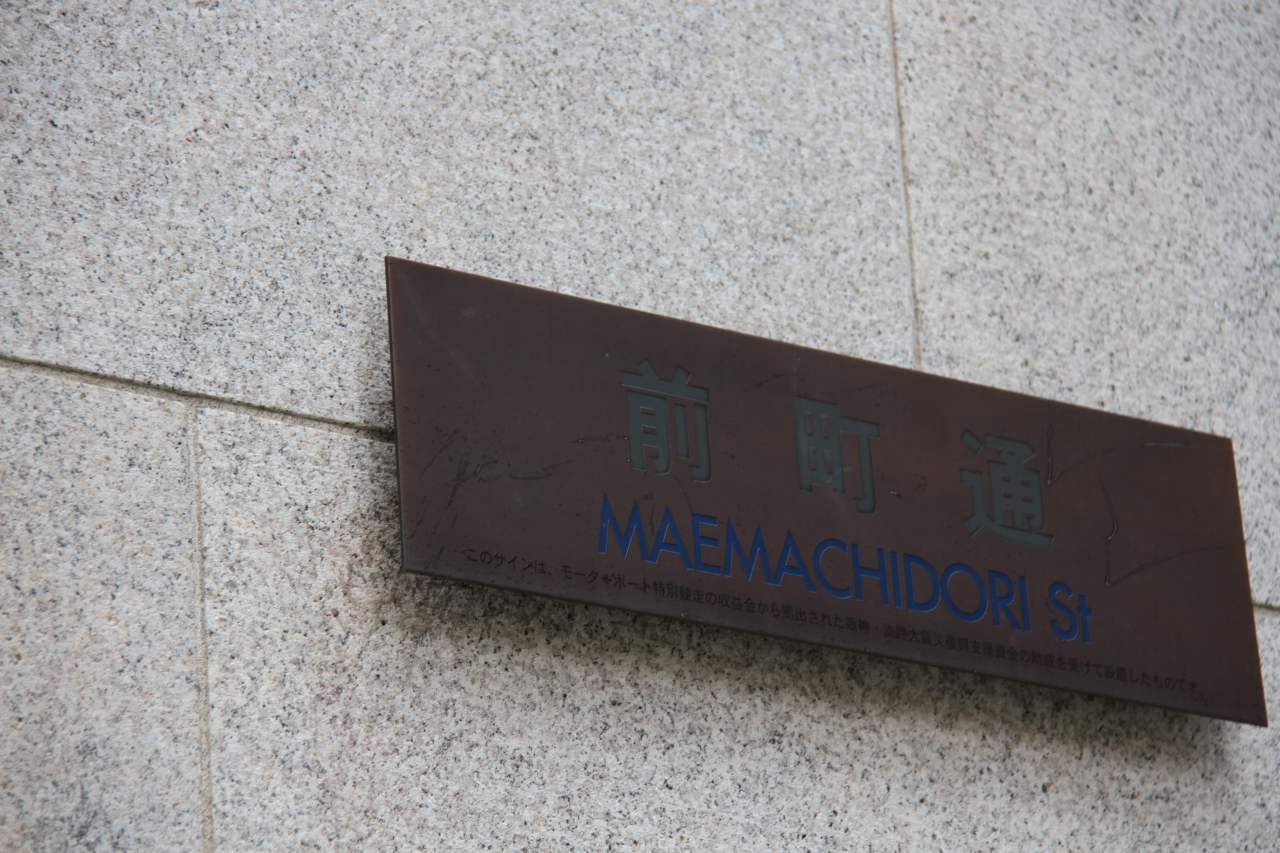 前町通
MAEMACHIDORI St
このサインは、モーターボート特別競走の収益金から拠出された阪神・淡路大震災復興支援資金の助成を受けて設置したものです。